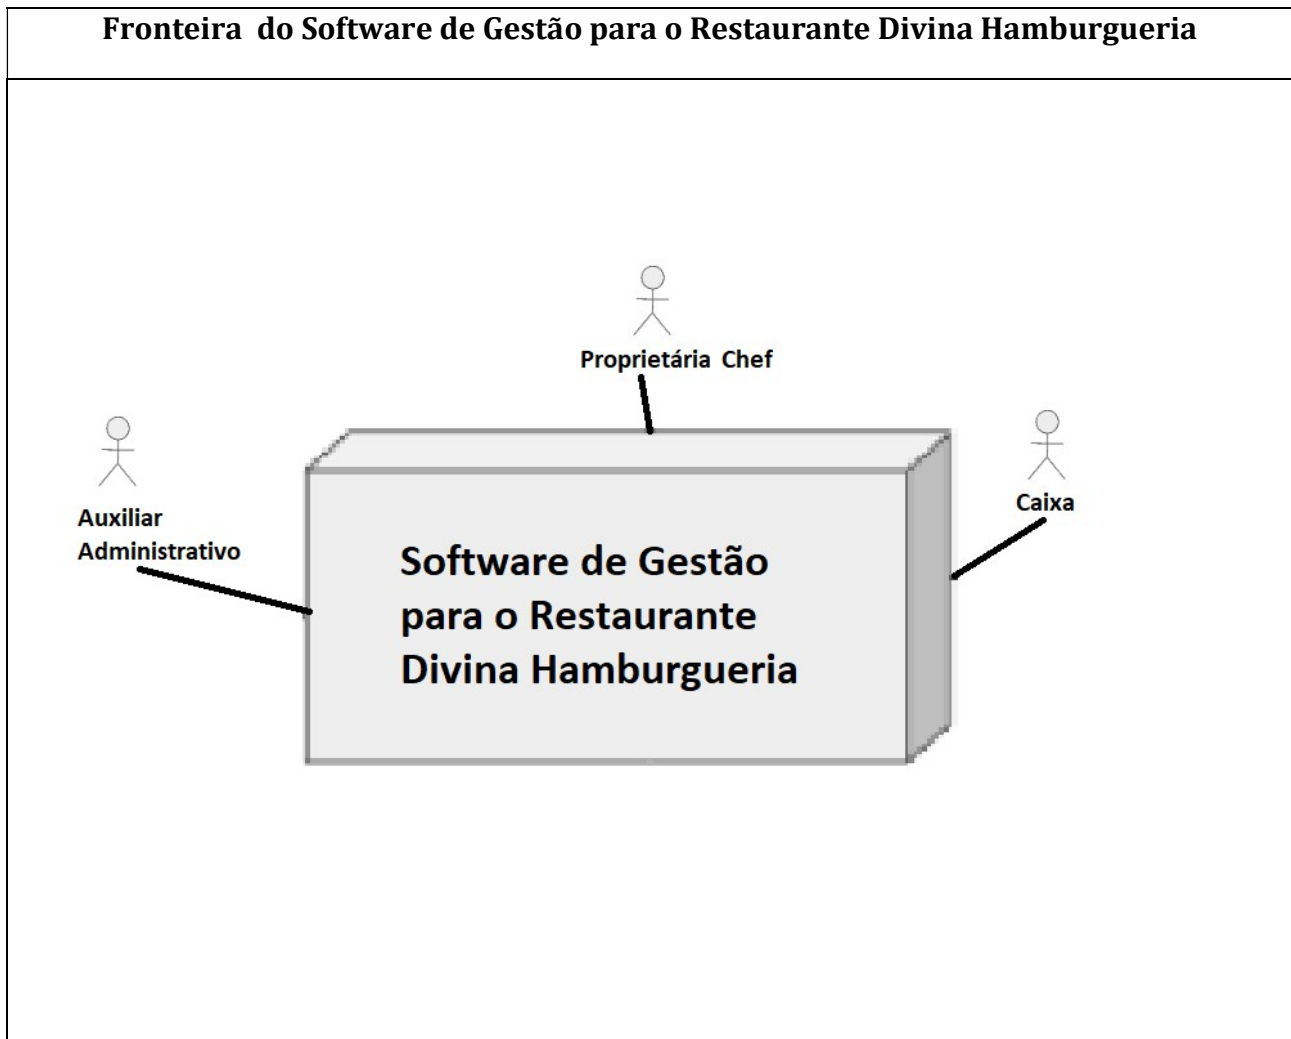 Fronteira do Software de Gestão para o Restaurante Divina Hamburgueria
Proprietária Chef
Auxiliar
Administrativo
Caixa
Software de Gestão
para o Restaurante
Divina Hamburgueria